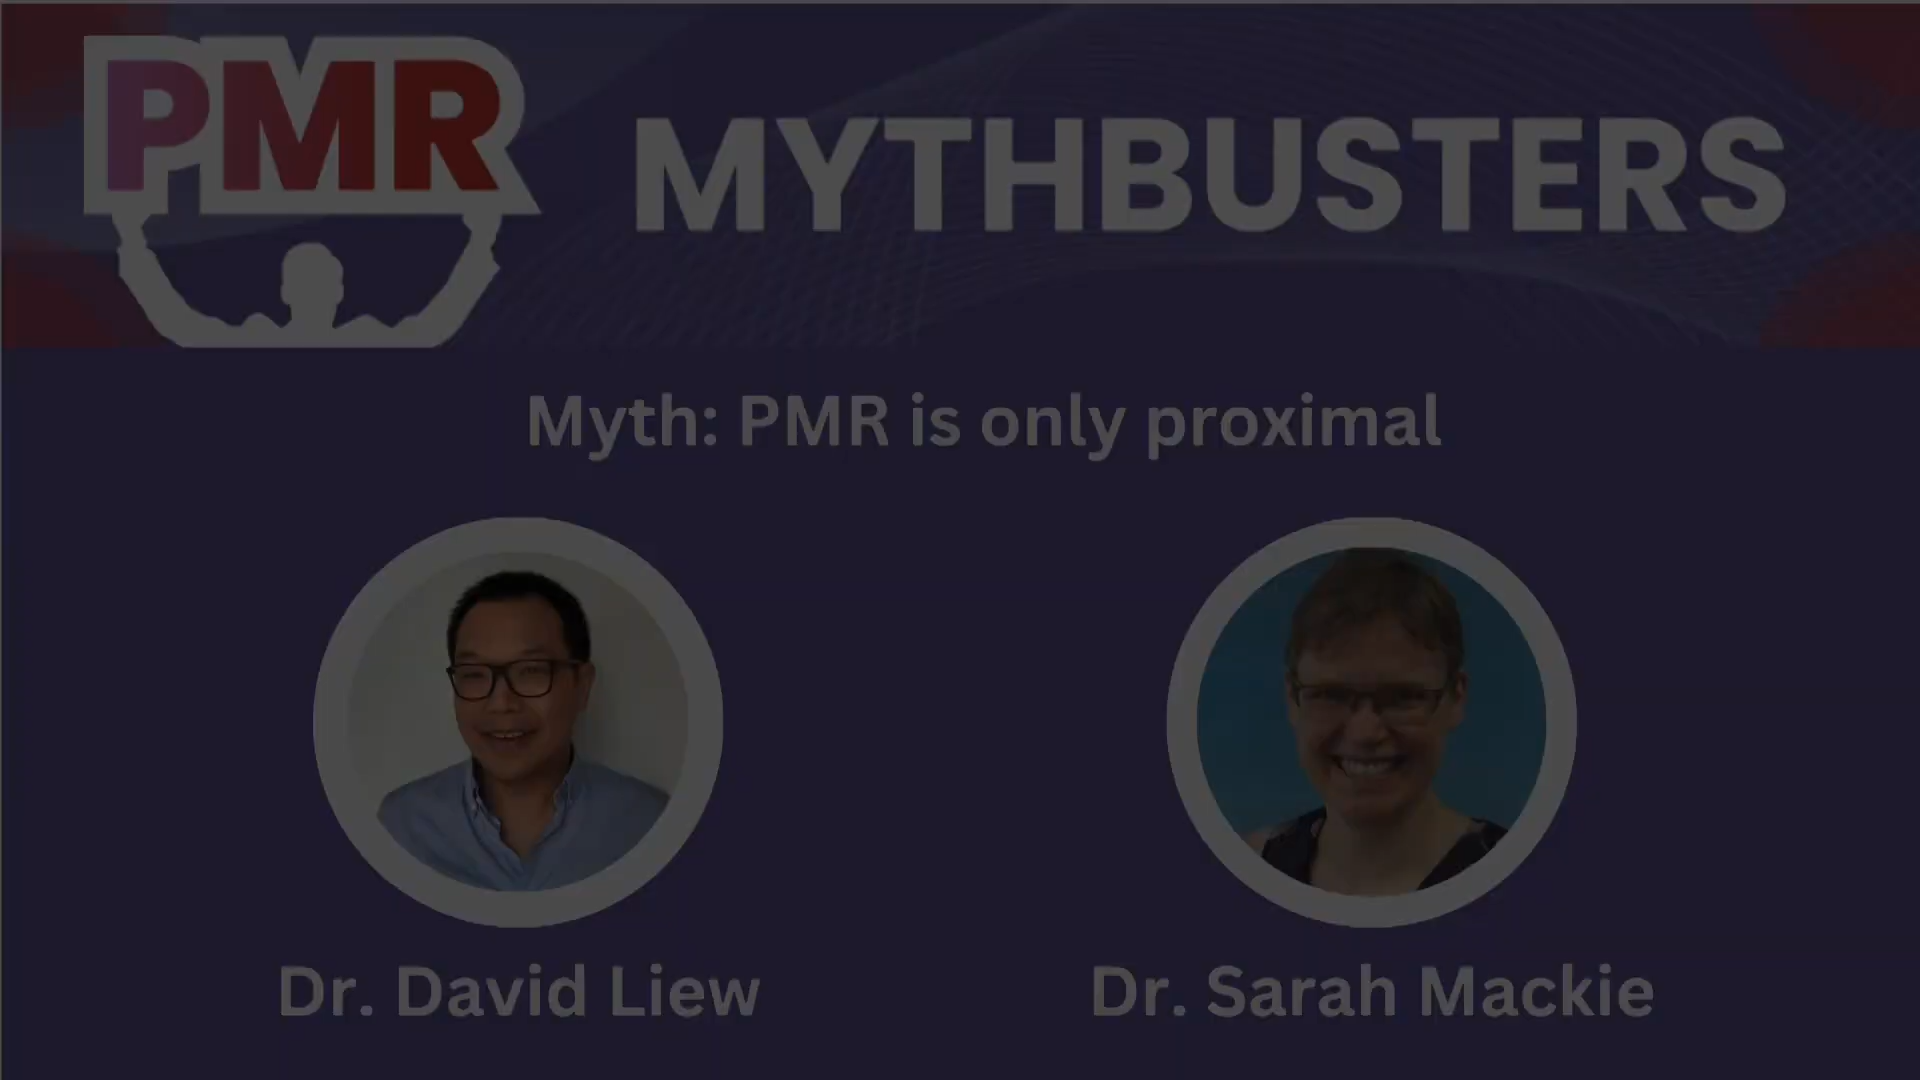 PMR
MYTHBUSTERS
Myth: PMR is only proximal
Dr. David Liew
Dr. Sarah Mackie